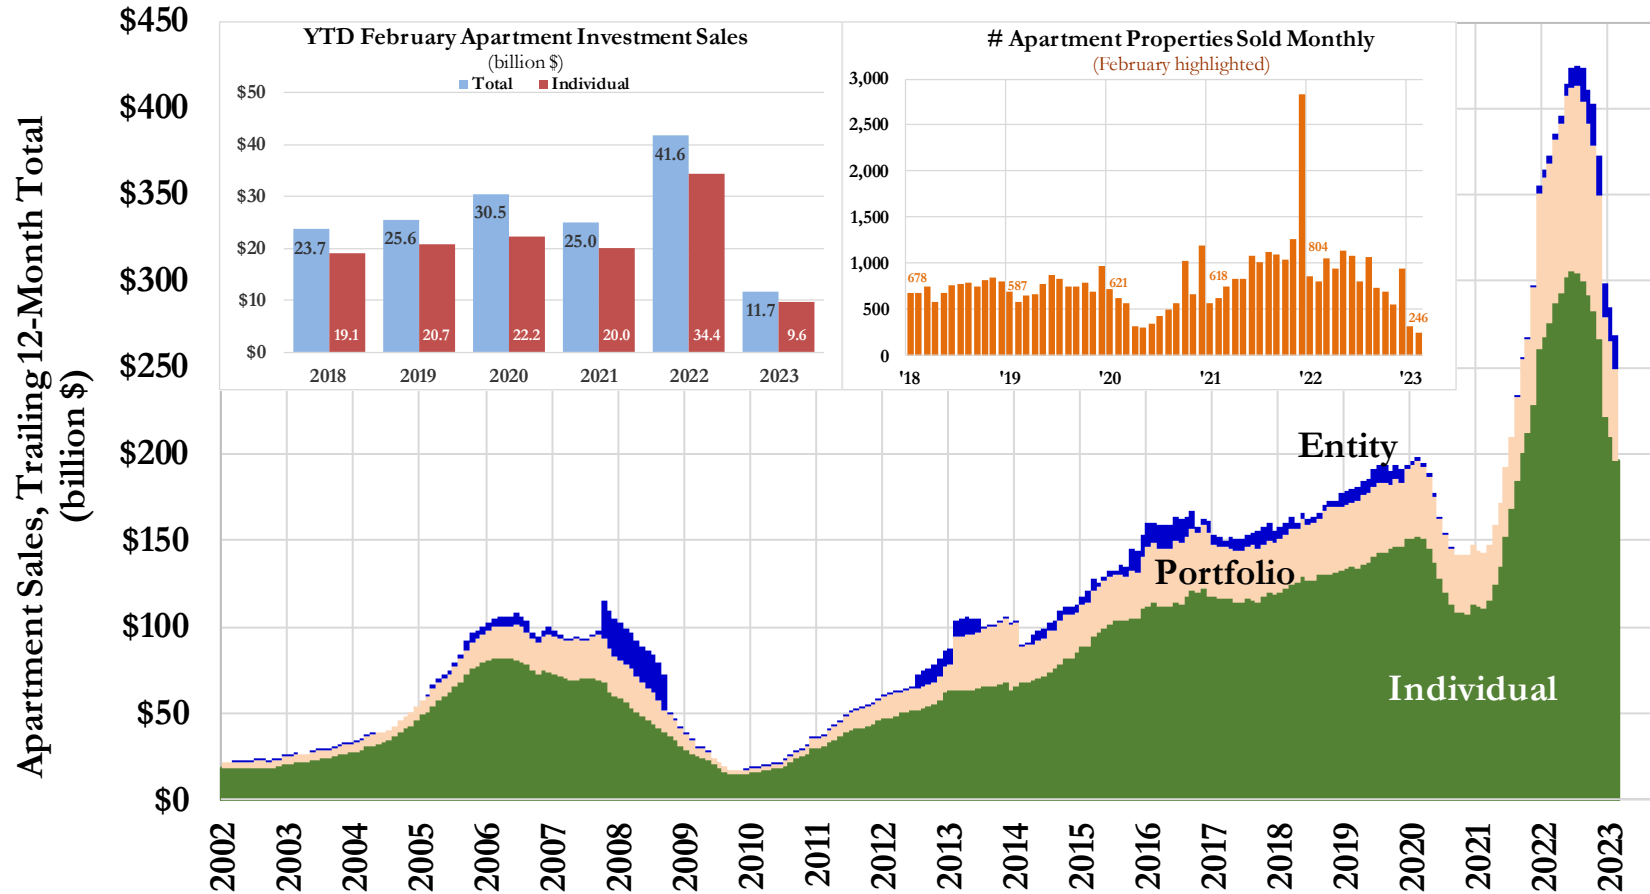 Apartment Sales, Trailing 12-Month Total
(billion $)
$450
$400
$350
$300
$250
$200
$150
$100
$50
$0
YTD February Apartment Investment Sales
(billion $)
Total Individual
$50
$40
$30
$20
$10
$0
23.7 19.1
25.6 20.7
30.5 22.2
25.0 20.0
41.6 34.4
11.7 9.6
2018 2019 2020 2021 2022 2023
# Apartment Properties Sold Monthly
(February highlighted)
3,000
2,500
2,000
1,500
1,000
500
0
678 587 621 618 804 246
'18 '19 '20 '21 '22 '23
Entity
Portfolio
Individual
2002 2003 2004 2005 2006 2007 2008 2009 2010 2011 2012 2013 2014 2015 2016 2017 2018 2019 2020 2021 2022 2023